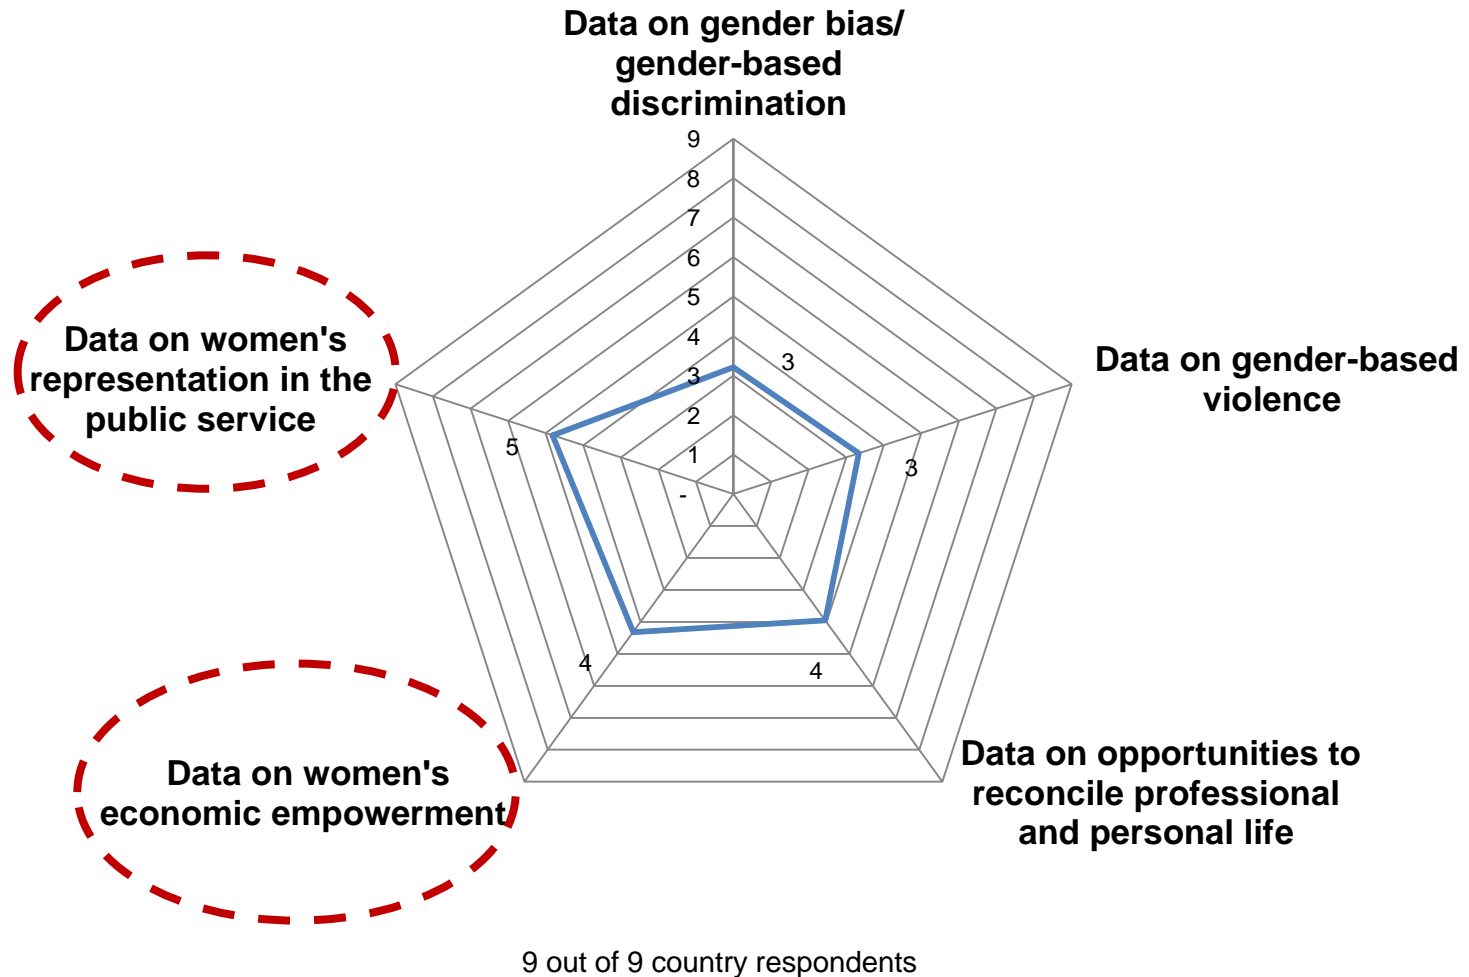 Data on gender bias/
gender-based
discrimination
9
8
7
6
5
4
3
2
1
-
3
3
4
4
5
Data on gender-based
violence
Data on opportunities to
reconcile professional
and personal life
Data on women's
economic empowerment
Data on women's
representation in the
public service
9 out of 9 country respondents